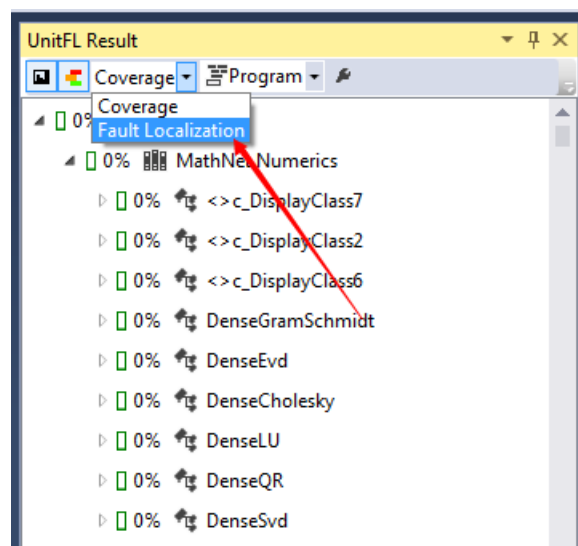 UnitFL Result
Coverage Program
Coverage
0%
Fault Localization
0% MathNet.Numerics
0% <>c_DisplayClass7
0% <>c_DisplayClass2
0% <>c_DisplayClass6
0% DenseGramSchmidt
0% DenseEvd
0% DenseCholesky
0% DenseLU
0% DenseQR
0% DenseSvd